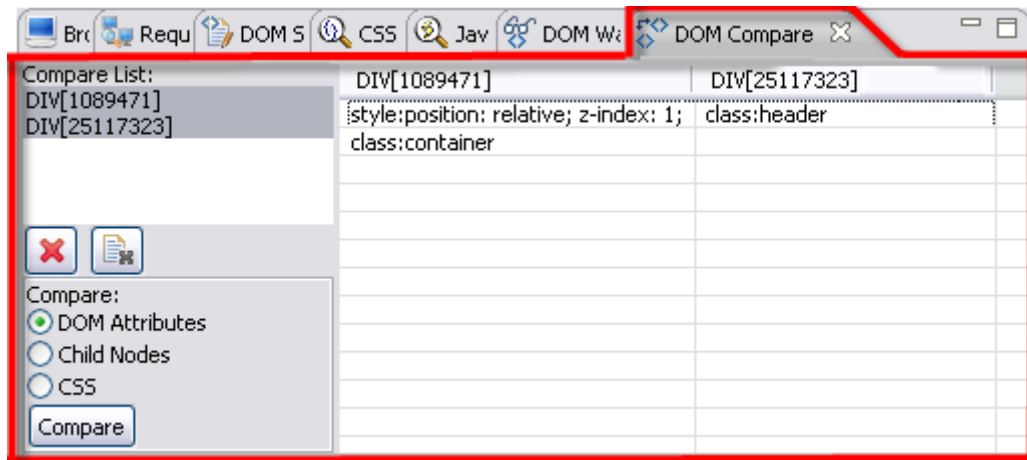 Bro Requ DOM S CSS Jav DOM Wa DOM Compare
Compare List:
DIV[1089471]
DIV[25117323]
DIV[1089471] DIV[25117323]
style:position: relative; z-index: 1; class:header
class:container
Compare:
DOM Attributes
Child Nodes
CSS
Compare